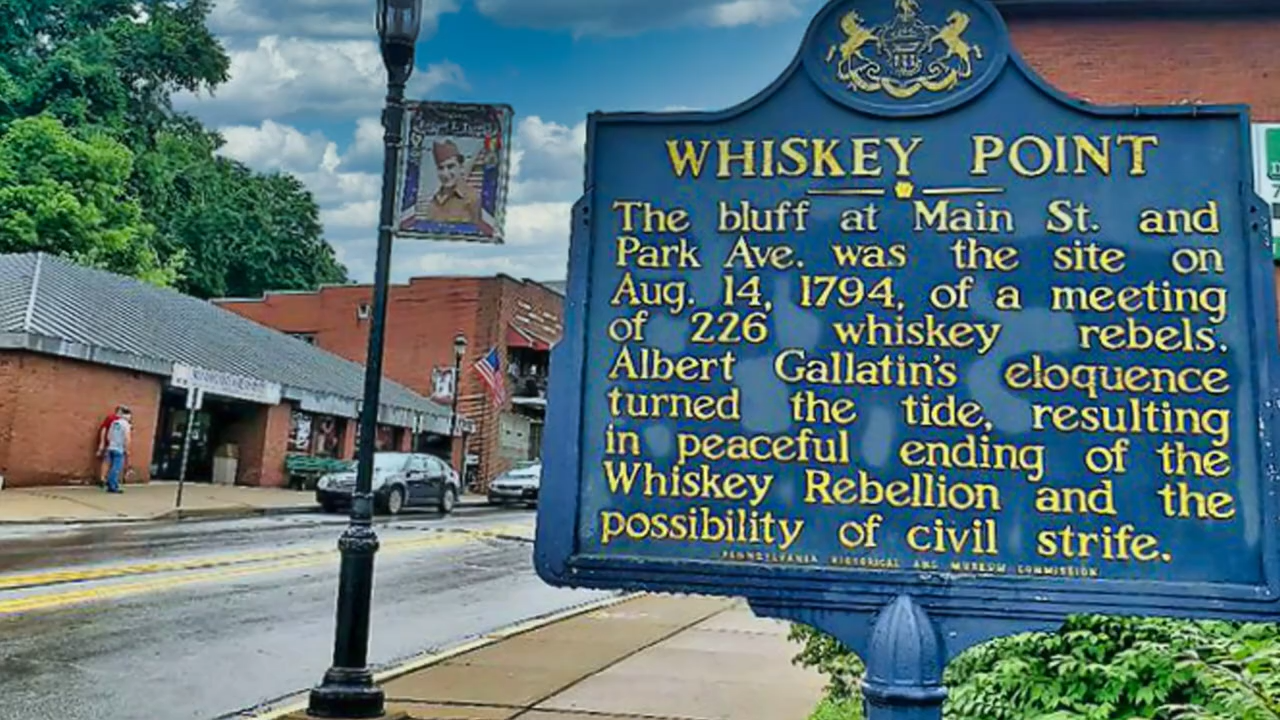 WHISKEY POINT
The bluff at Main St. and
Park Ave. was the site on
Aug. 14, 1794, of a meeting
of 226 whiskey rebels.
Albert Gallatin's eloquence
turned the tide, resulting
in peaceful ending of the
Whiskey Rebellion and the
possibility of civil strife.
PENNSYLVANIA HISTORICAL AND MUSEUM COMMISSION